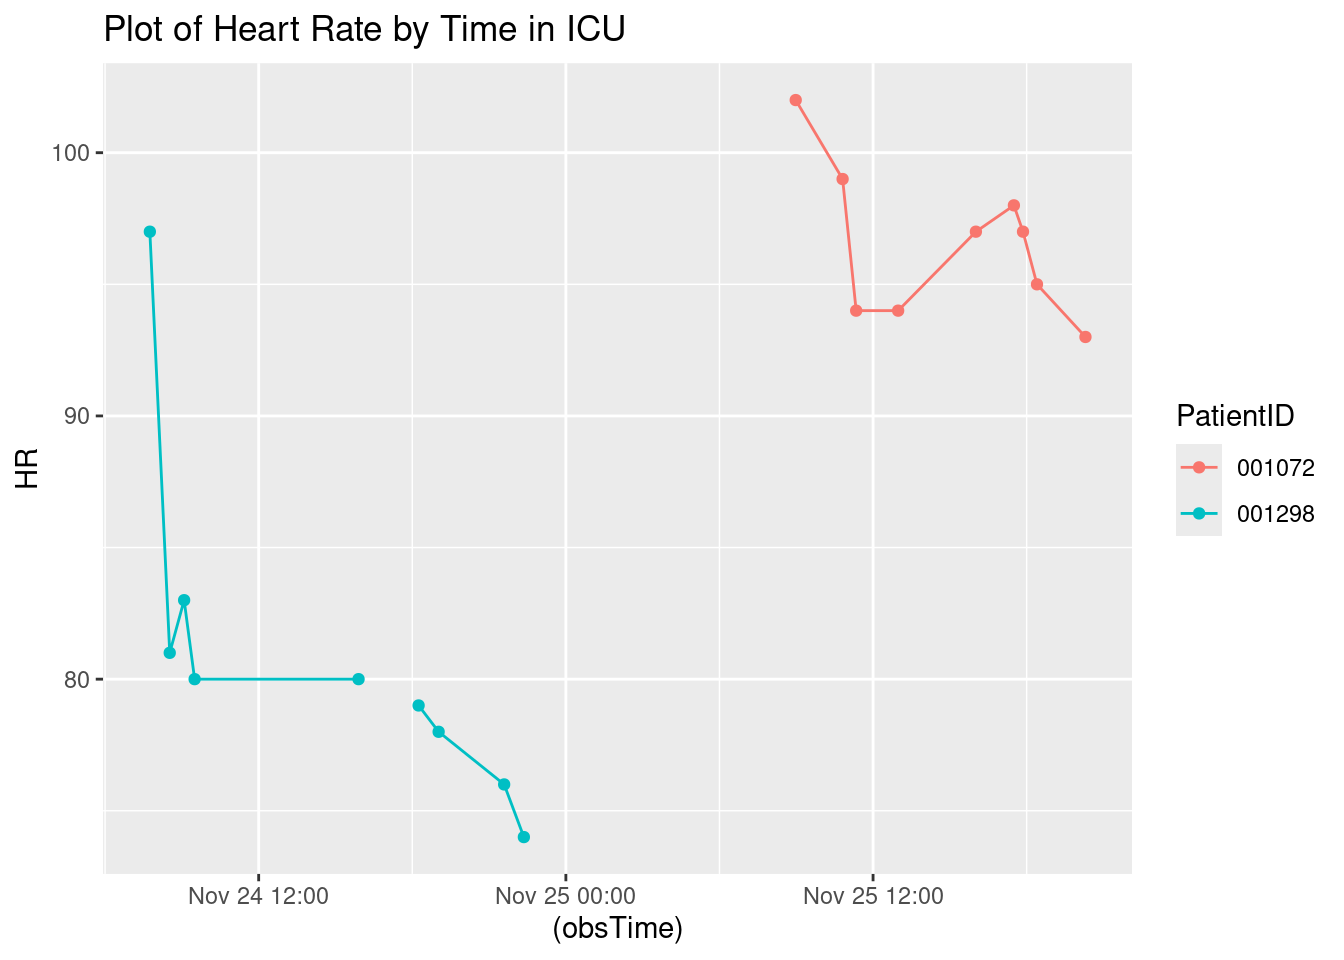 Plot of Heart Rate by Time in ICU
100
90
80
HR
Nov 24 12:00
Nov 25 00:00
Nov 25 12:00
(obsTime)
PatientID
001072
001298